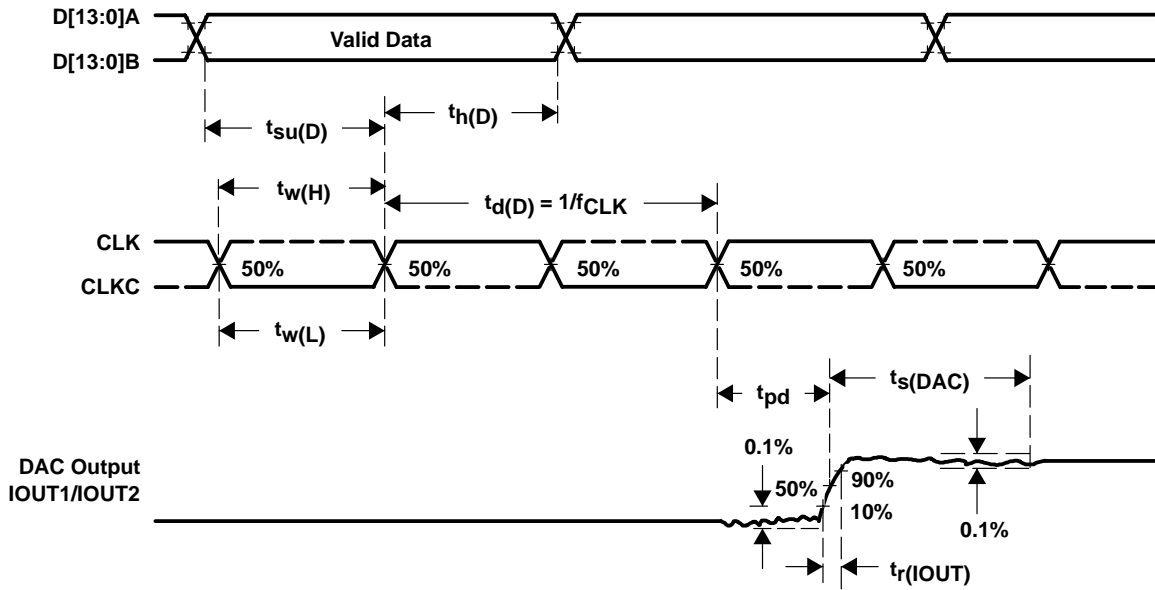 D[13:0]A
Valid Data
D[13:0]B
th(D)
tsu(D)
tw(H)
td(D) = 1/fCLK
CLK
50% 50% 50% 50% 50%
CLKC
tw(L)
ts(DAC)
tpd
0.1%
DAC Output
IOUT1/IOUT2
50% 90%
10%
0.1%
tr(IOUT)